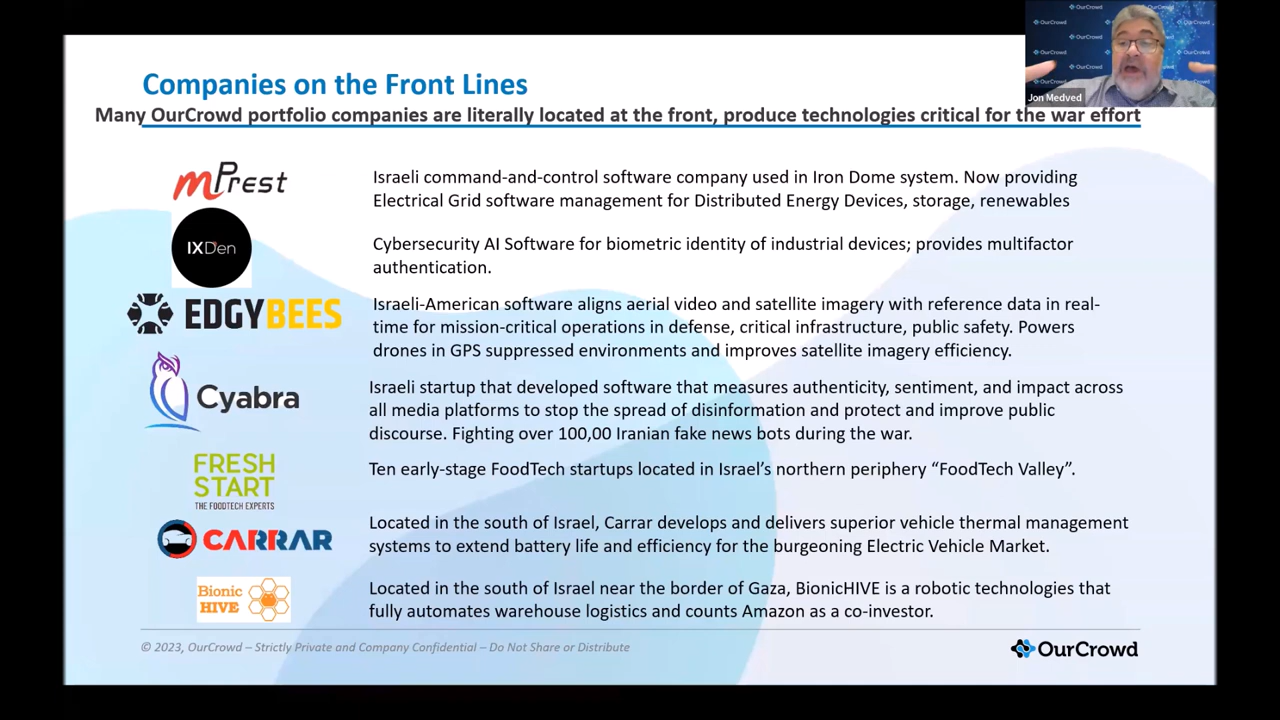 OurCrowd
OurCrowd
OurCrowd
OurCrowd
OurCrowd
OurCrowd
OurCrowd
OurCrowd
Jon Medved
Companies on the Front Lines
Many OurCrowd portfolio companies are literally located at the front, produce technologies critical for the war effort
mPrest
Israeli command-and-control software company used in Iron Dome system. Now providing
Electrical Grid software management for Distributed Energy Devices, storage, renewables
IXDen
Cybersecurity AI Software for biometric identity of industrial devices; provides multifactor
authentication.
EDGYBEES
Israeli-American software aligns aerial video and satellite imagery with reference data in real-
time for mission-critical operations in defense, critical infrastructure, public safety. Powers
drones in GPS suppressed environments and improves satellite imagery efficiency.
Cyabra
Israeli startup that developed software that measures authenticity, sentiment, and impact across
all media platforms to stop the spread of disinformation and protect and improve public
discourse. Fighting over 100,00 Iranian fake news bots during the war.
FRESH
START
THE FOODTECH EXPERTS
Ten early-stage FoodTech startups located in Israel’s northern periphery “FoodTech Valley”.
CARRAR
Located in the south of Israel, Carrar develops and delivers superior vehicle thermal management
systems to extend battery life and efficiency for the burgeoning Electric Vehicle Market.
Bionic
HIVE
Located in the south of Israel near the border of Gaza, BionicHIVE is a robotic technologies that
fully automates warehouse logistics and counts Amazon as a co-investor.
© 2023, OurCrowd – Strictly Private and Company Confidential – Do Not Share or Distribute
OurCrowd